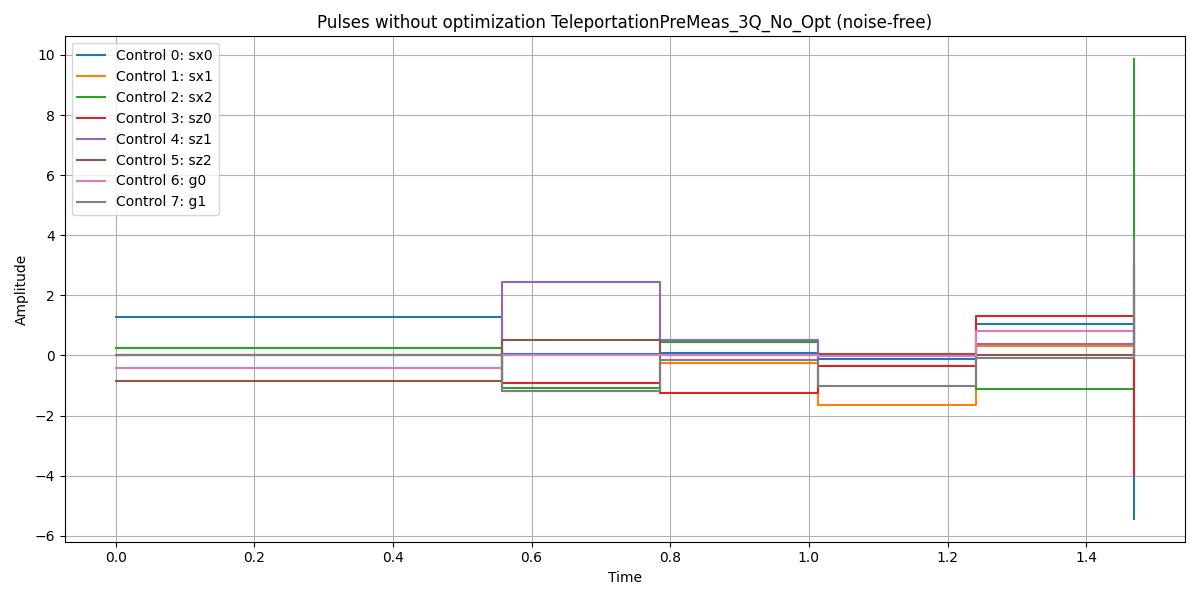 Pulses without optimization TeleportationPreMeas_3Q_No_Opt (noise-free)
Control 0: sx0
Control 1: sx1
Control 2: sx2
Control 3: sz0
Control 4: sz1
Control 5: sz2
Control 6: g0
Control 7: g1
Amplitude
10
8
6
4
2
0
−2
−4
−6
0.0 0.2 0.4 0.6 0.8 1.0 1.2 1.4
Time